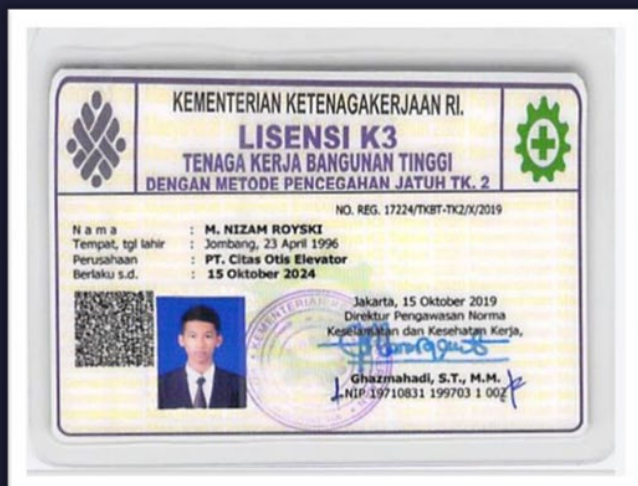 KEMENTERIAN KETENAGAKERJAAN RI.
LISENSI K3
TENAGA KERJA BANGUNAN TINGGI
DENGAN METODE PENCEGAHAN JATUH TK. 2
NO. REG. 17224/TKBT-TK2/X/2019
N a m a : M. NIZAM ROYSKI
Tempat, tgl lahir : Jombang, 23 April 1996
Perusahaan : PT. Citas Otis Elevator
Berlaku s.d. : 15 Oktober 2024
Jakarta, 15 Oktober 2019
Direktur Pengawasan Norma
Keselamatan dan Kesehatan Kerja,
Ghazmahadi, S.T., M.M.
NIP 19710831 199703 1 002
KEMENTERIAN